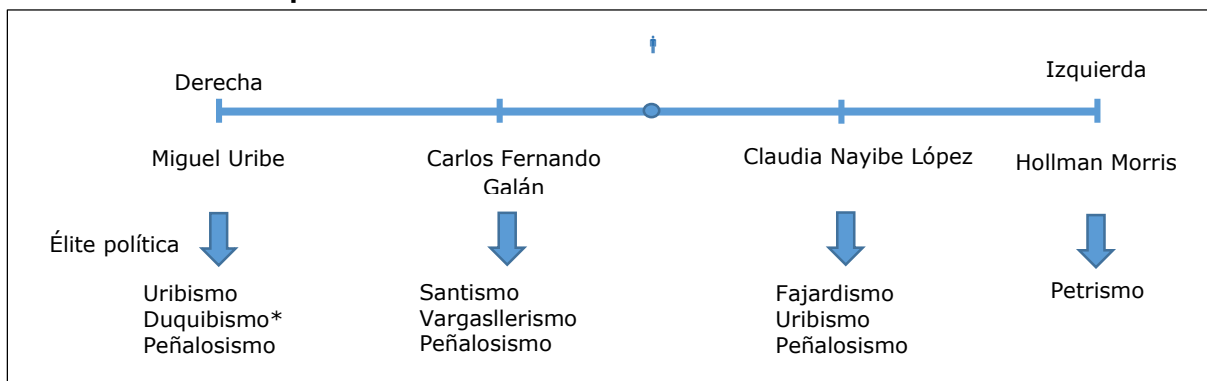 Derecha
Izquierda
Miguel Uribe
Carlos Fernando
Galán
Claudia Nayibe López
Hollman Morris
Élite política
Uribismo
Duquibismo*
Peñalosismo
Santismo
Vargasllerismo
Peñalosismo
Fajardismo
Uribismo
Peñalosismo
Petrismo